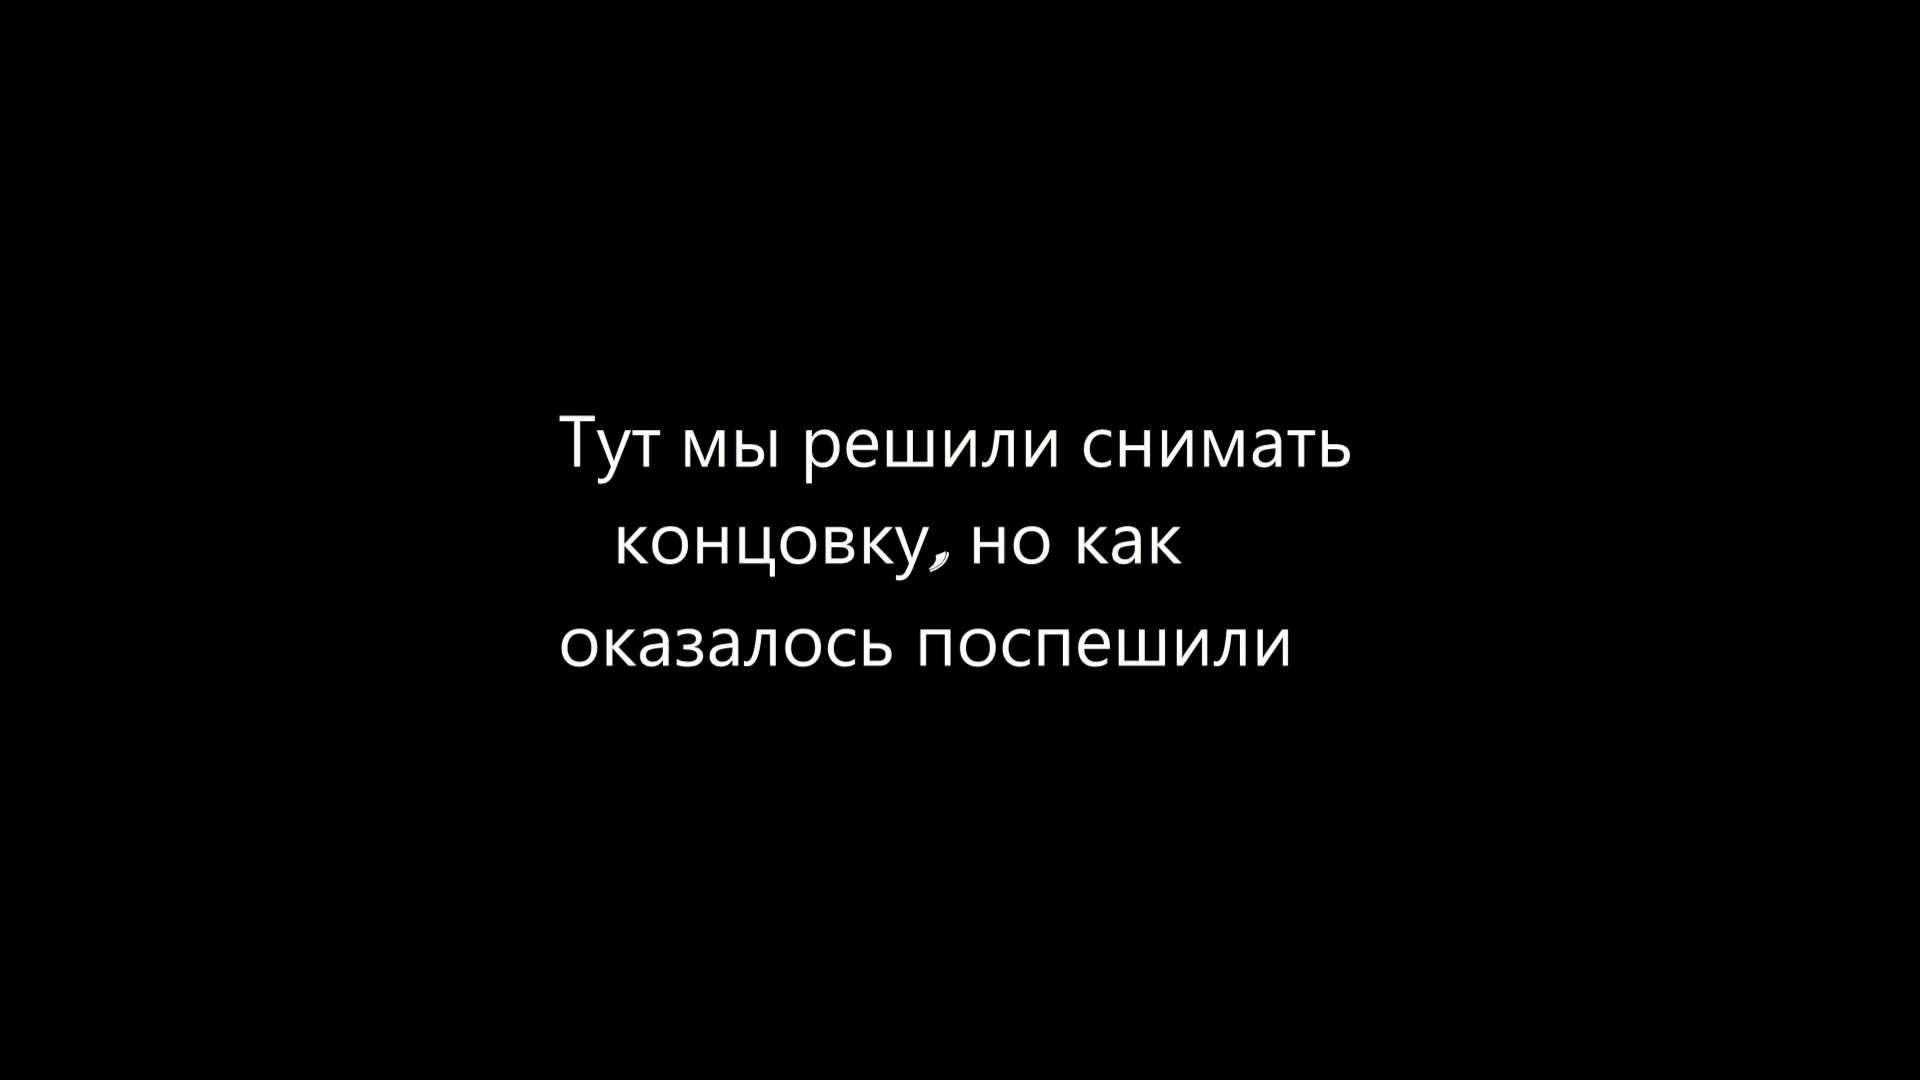 Тут мы решили снимать
концовку, но как
оказалось поспешили